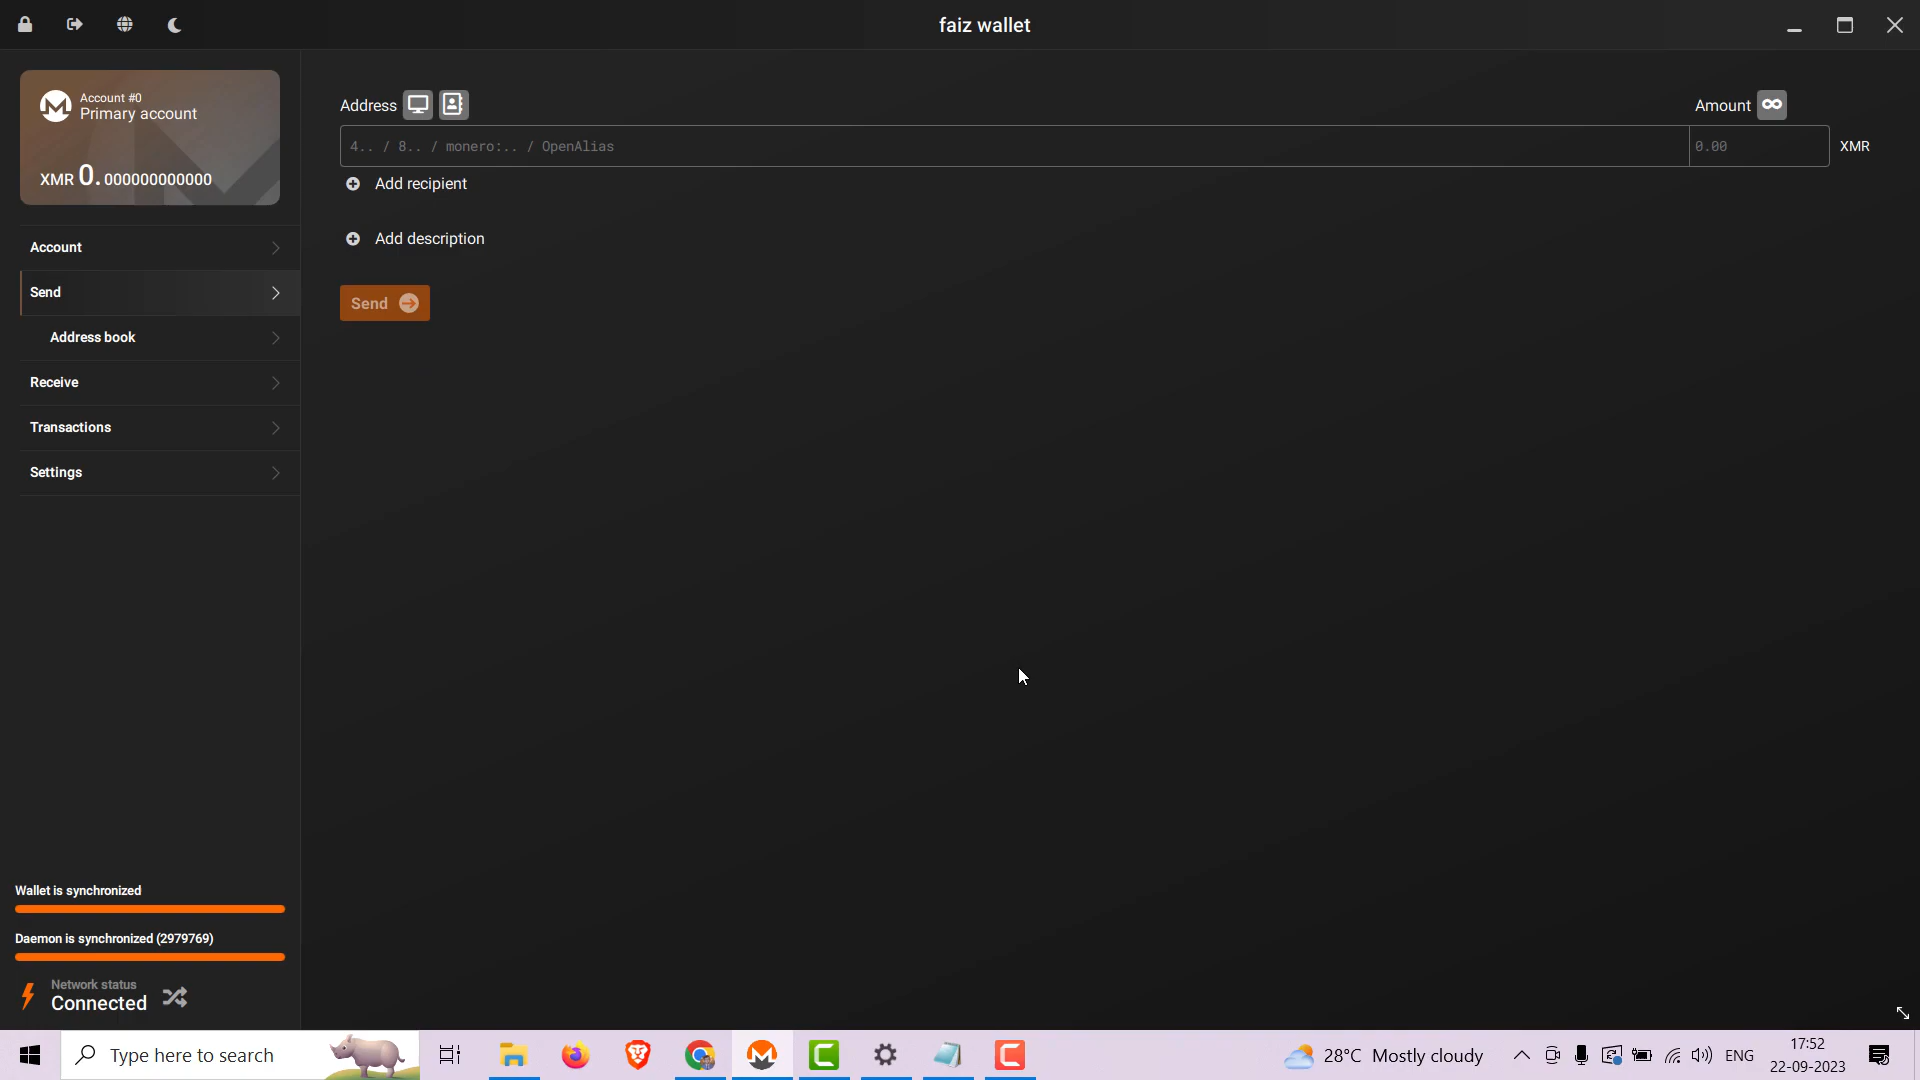 faiz wallet
Account #0
Primary account
XMR 0.000000000000
Account
Send
Address book
Receive
Transactions
Settings
Wallet is synchronized
Daemon is synchronized (2979769)
Network status
Connected
Address
Amount
4.. / 8.. / monero:.. / OpenAlias
0.00
XMR
Add recipient
Add description
Send
Type here to search
28°C Mostly cloudy
ENG
17:52
22-09-2023